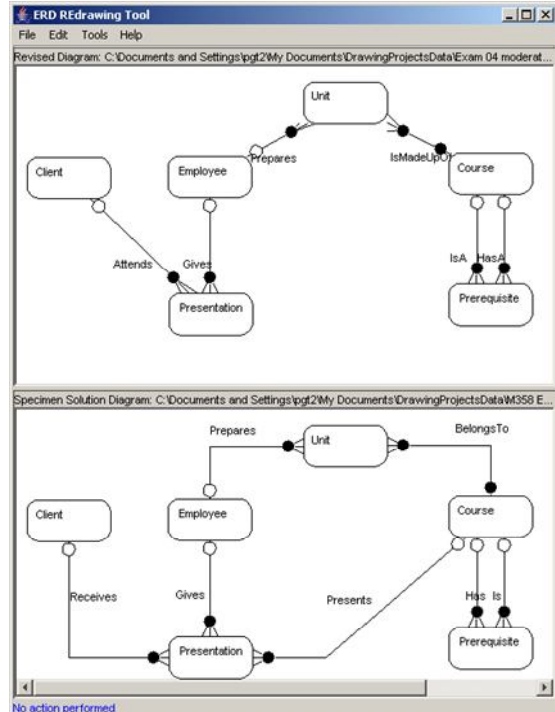 ERD REdrawing Tool
File Edit Tools Help
Revised Diagram: C:\Documents and Settings\pgt2\My Documents\DrawingProjectsData\Exam 04 moderat...
Unit
Prepares
IsMadeUpOf
Client
Employee
Course
Attends
Gives
IsA HasA
Presentation
Prerequisite
Specimen Solution Diagram: C:\Documents and Settings\pgt2\My Documents\DrawingProjectsData\M358 E...
Prepares
Unit
BelongsTo
Client
Employee
Course
Receives
Gives
Presents
Has Is
Presentation
Prerequisite
No action performed